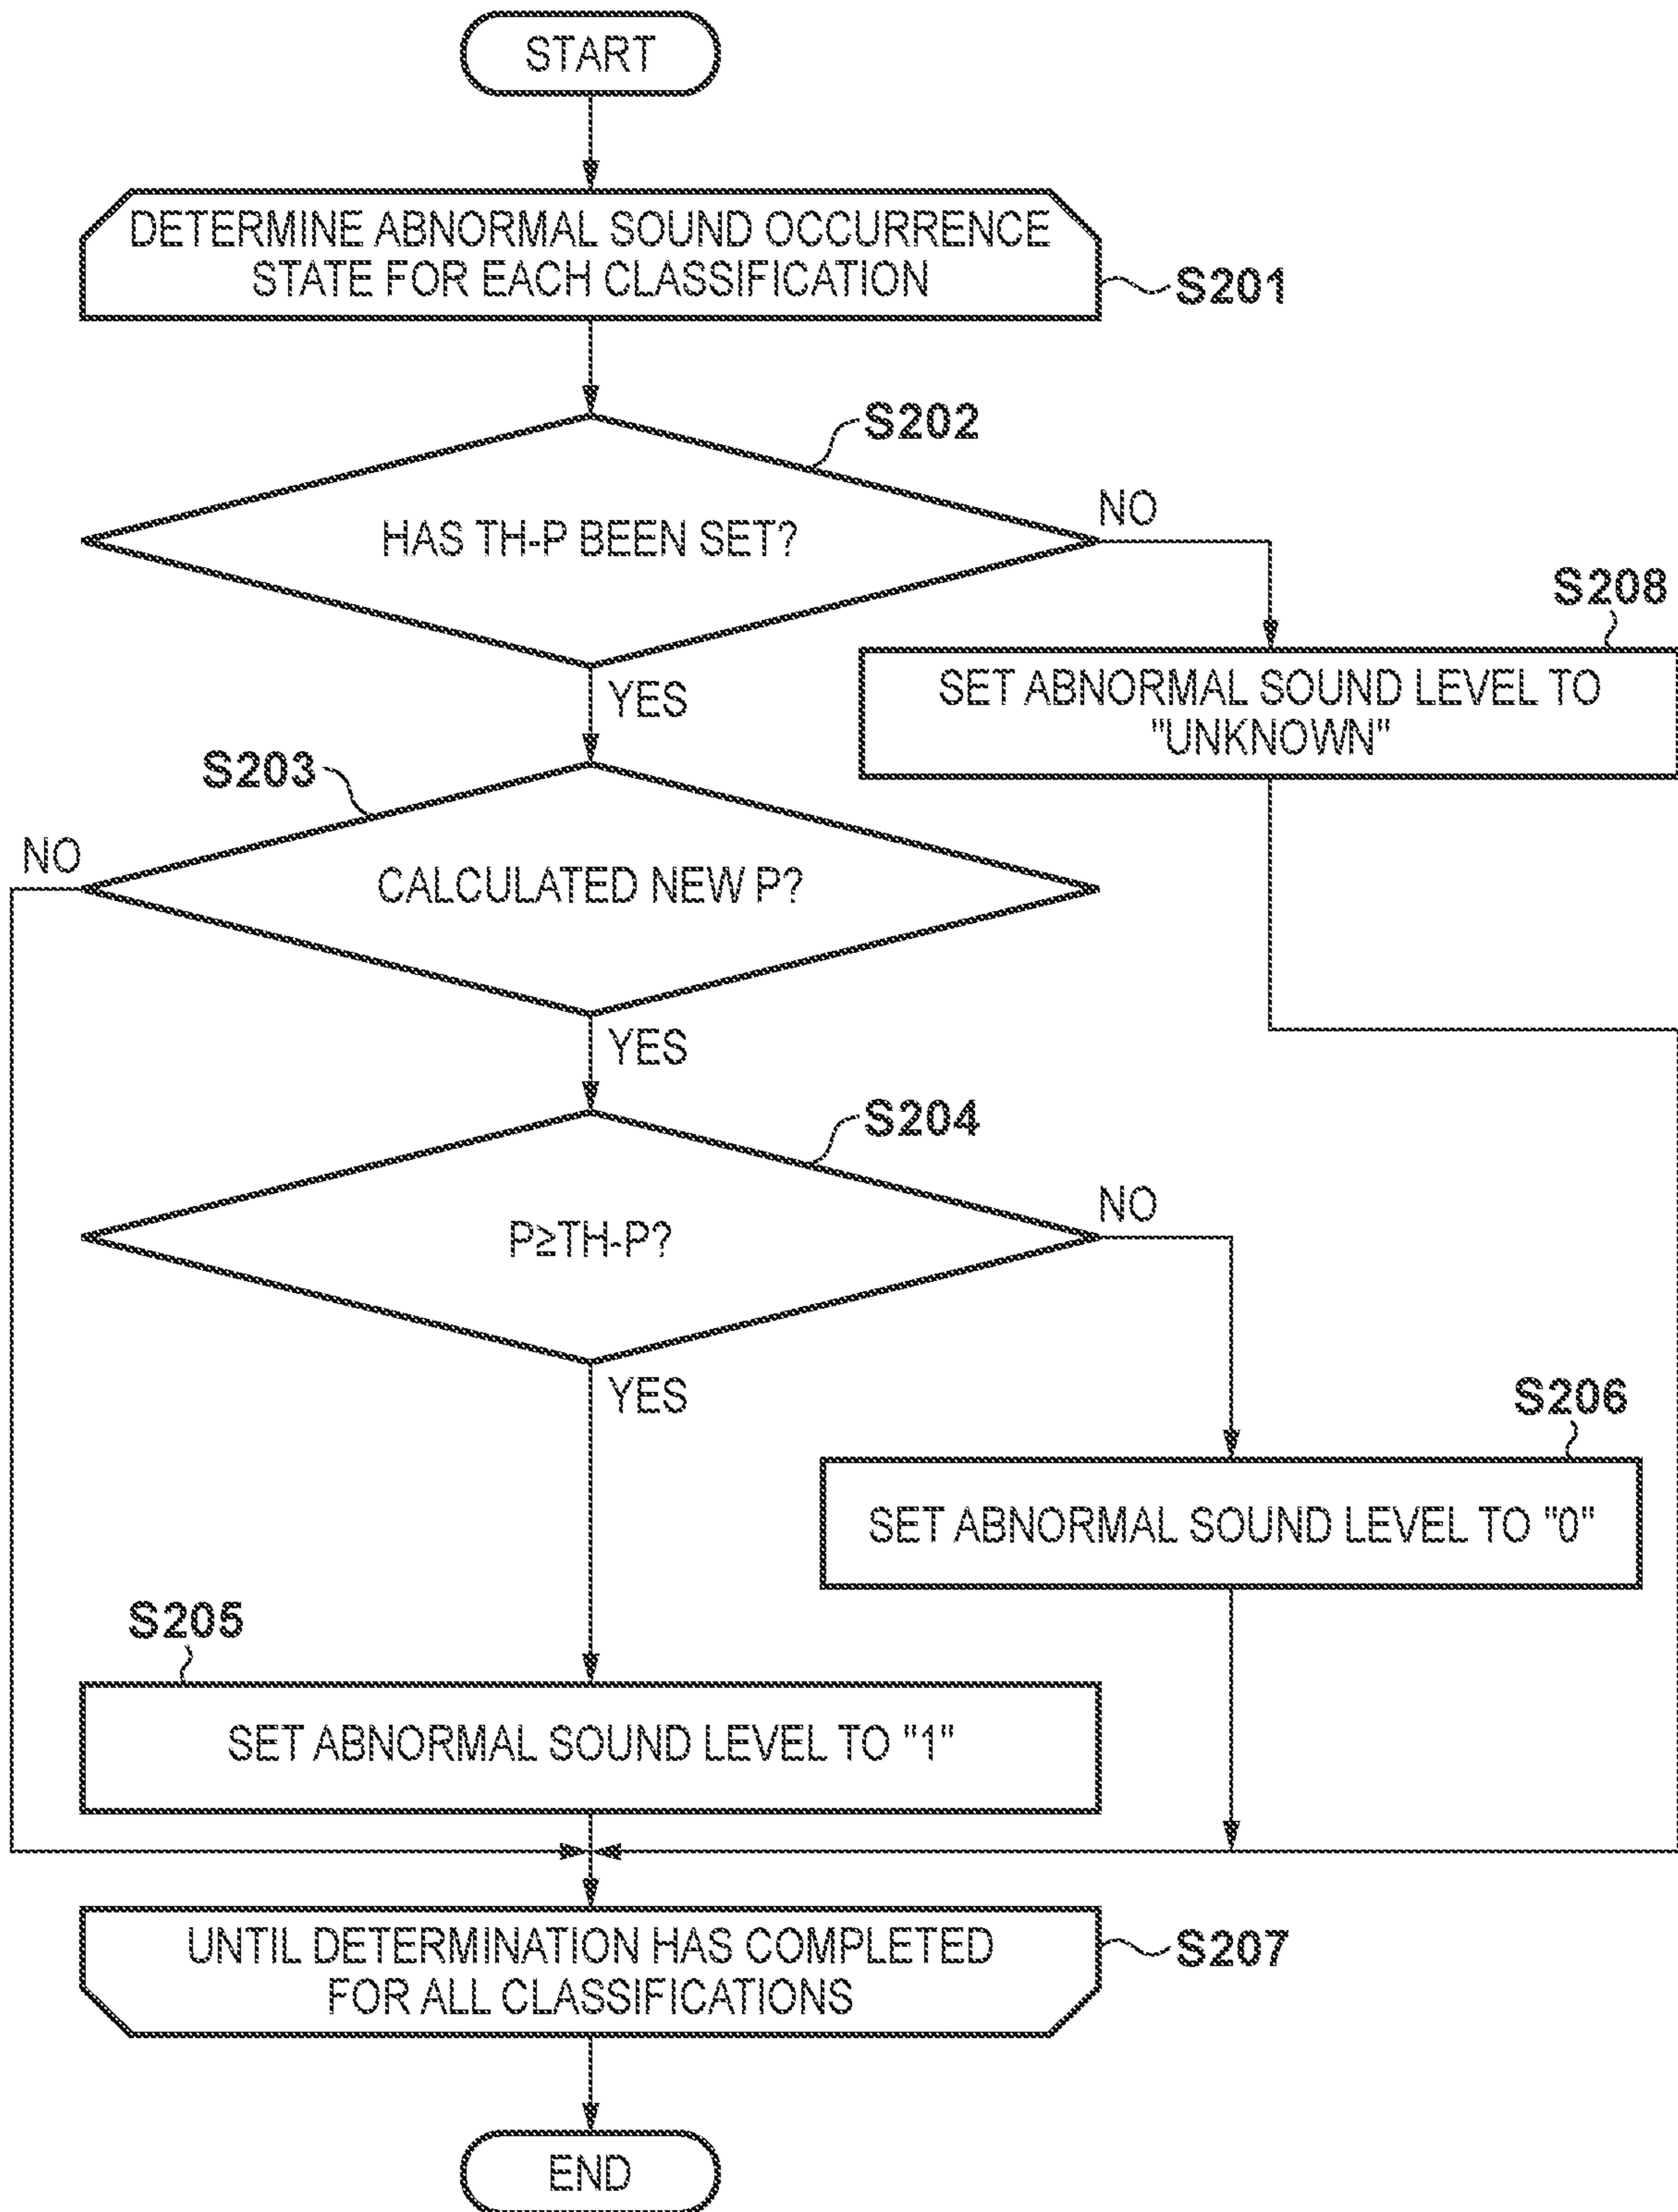 START
DETERMINE ABNORMAL SOUND OCCURRENCE
STATE FOR EACH CLASSIFICATION
S201
S202
HAS TH-P BEEN SET?
NO
YES
S208
SET ABNORMAL SOUND LEVEL TO
"UNKNOWN"
S203
NO
CALCULATED NEW P?
YES
S204
P≥TH-P?
NO
YES
S206
SET ABNORMAL SOUND LEVEL TO "0"
S205
SET ABNORMAL SOUND LEVEL TO "1"
UNTIL DETERMINATION HAS COMPLETED
FOR ALL CLASSIFICATIONS
S207
END